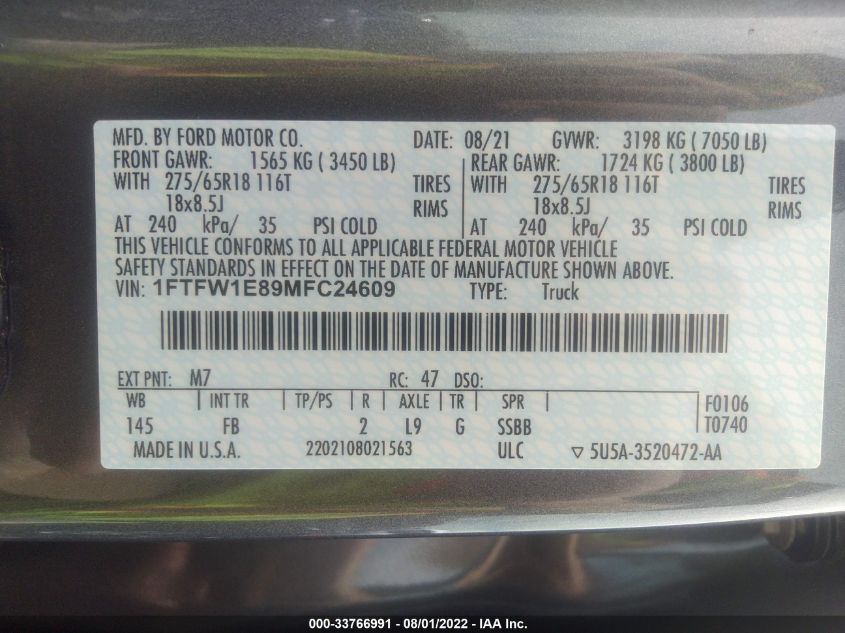 MFD. BY FORD MOTOR CO. DATE: 08/21 GVWR: 3198 KG ( 7050 LB)
FRONT GAWR: 1565 KG ( 3450 LB) REAR GAWR: 1724 KG ( 3800 LB)
WITH 275/65R18 116T TIRES WITH 275/65R18 116T TIRES
18x8.5J RIMS 18x8.5J RIMS
AT 240 kPa/ 35 PSI COLD AT 240 kPa/ 35 PSI COLD
THIS VEHICLE CONFORMS TO ALL APPLICABLE FEDERAL MOTOR VEHICLE
SAFETY STANDARDS IN EFFECT ON THE DATE OF MANUFACTURE SHOWN ABOVE.
VIN: 1FTFW1E89MFC24609 TYPE: Truck
EXT PNT: M7 RC: 47 DSO:
WB INT TR TP/PS R AXLE TR SPR F0106
145 FB 2 L9 G SSBB T0740
MADE IN U.S.A. 2202108021563 ULC ▽ 5U5A-3520472-AA
000-33766991 - 08/01/2022 - IAA Inc.